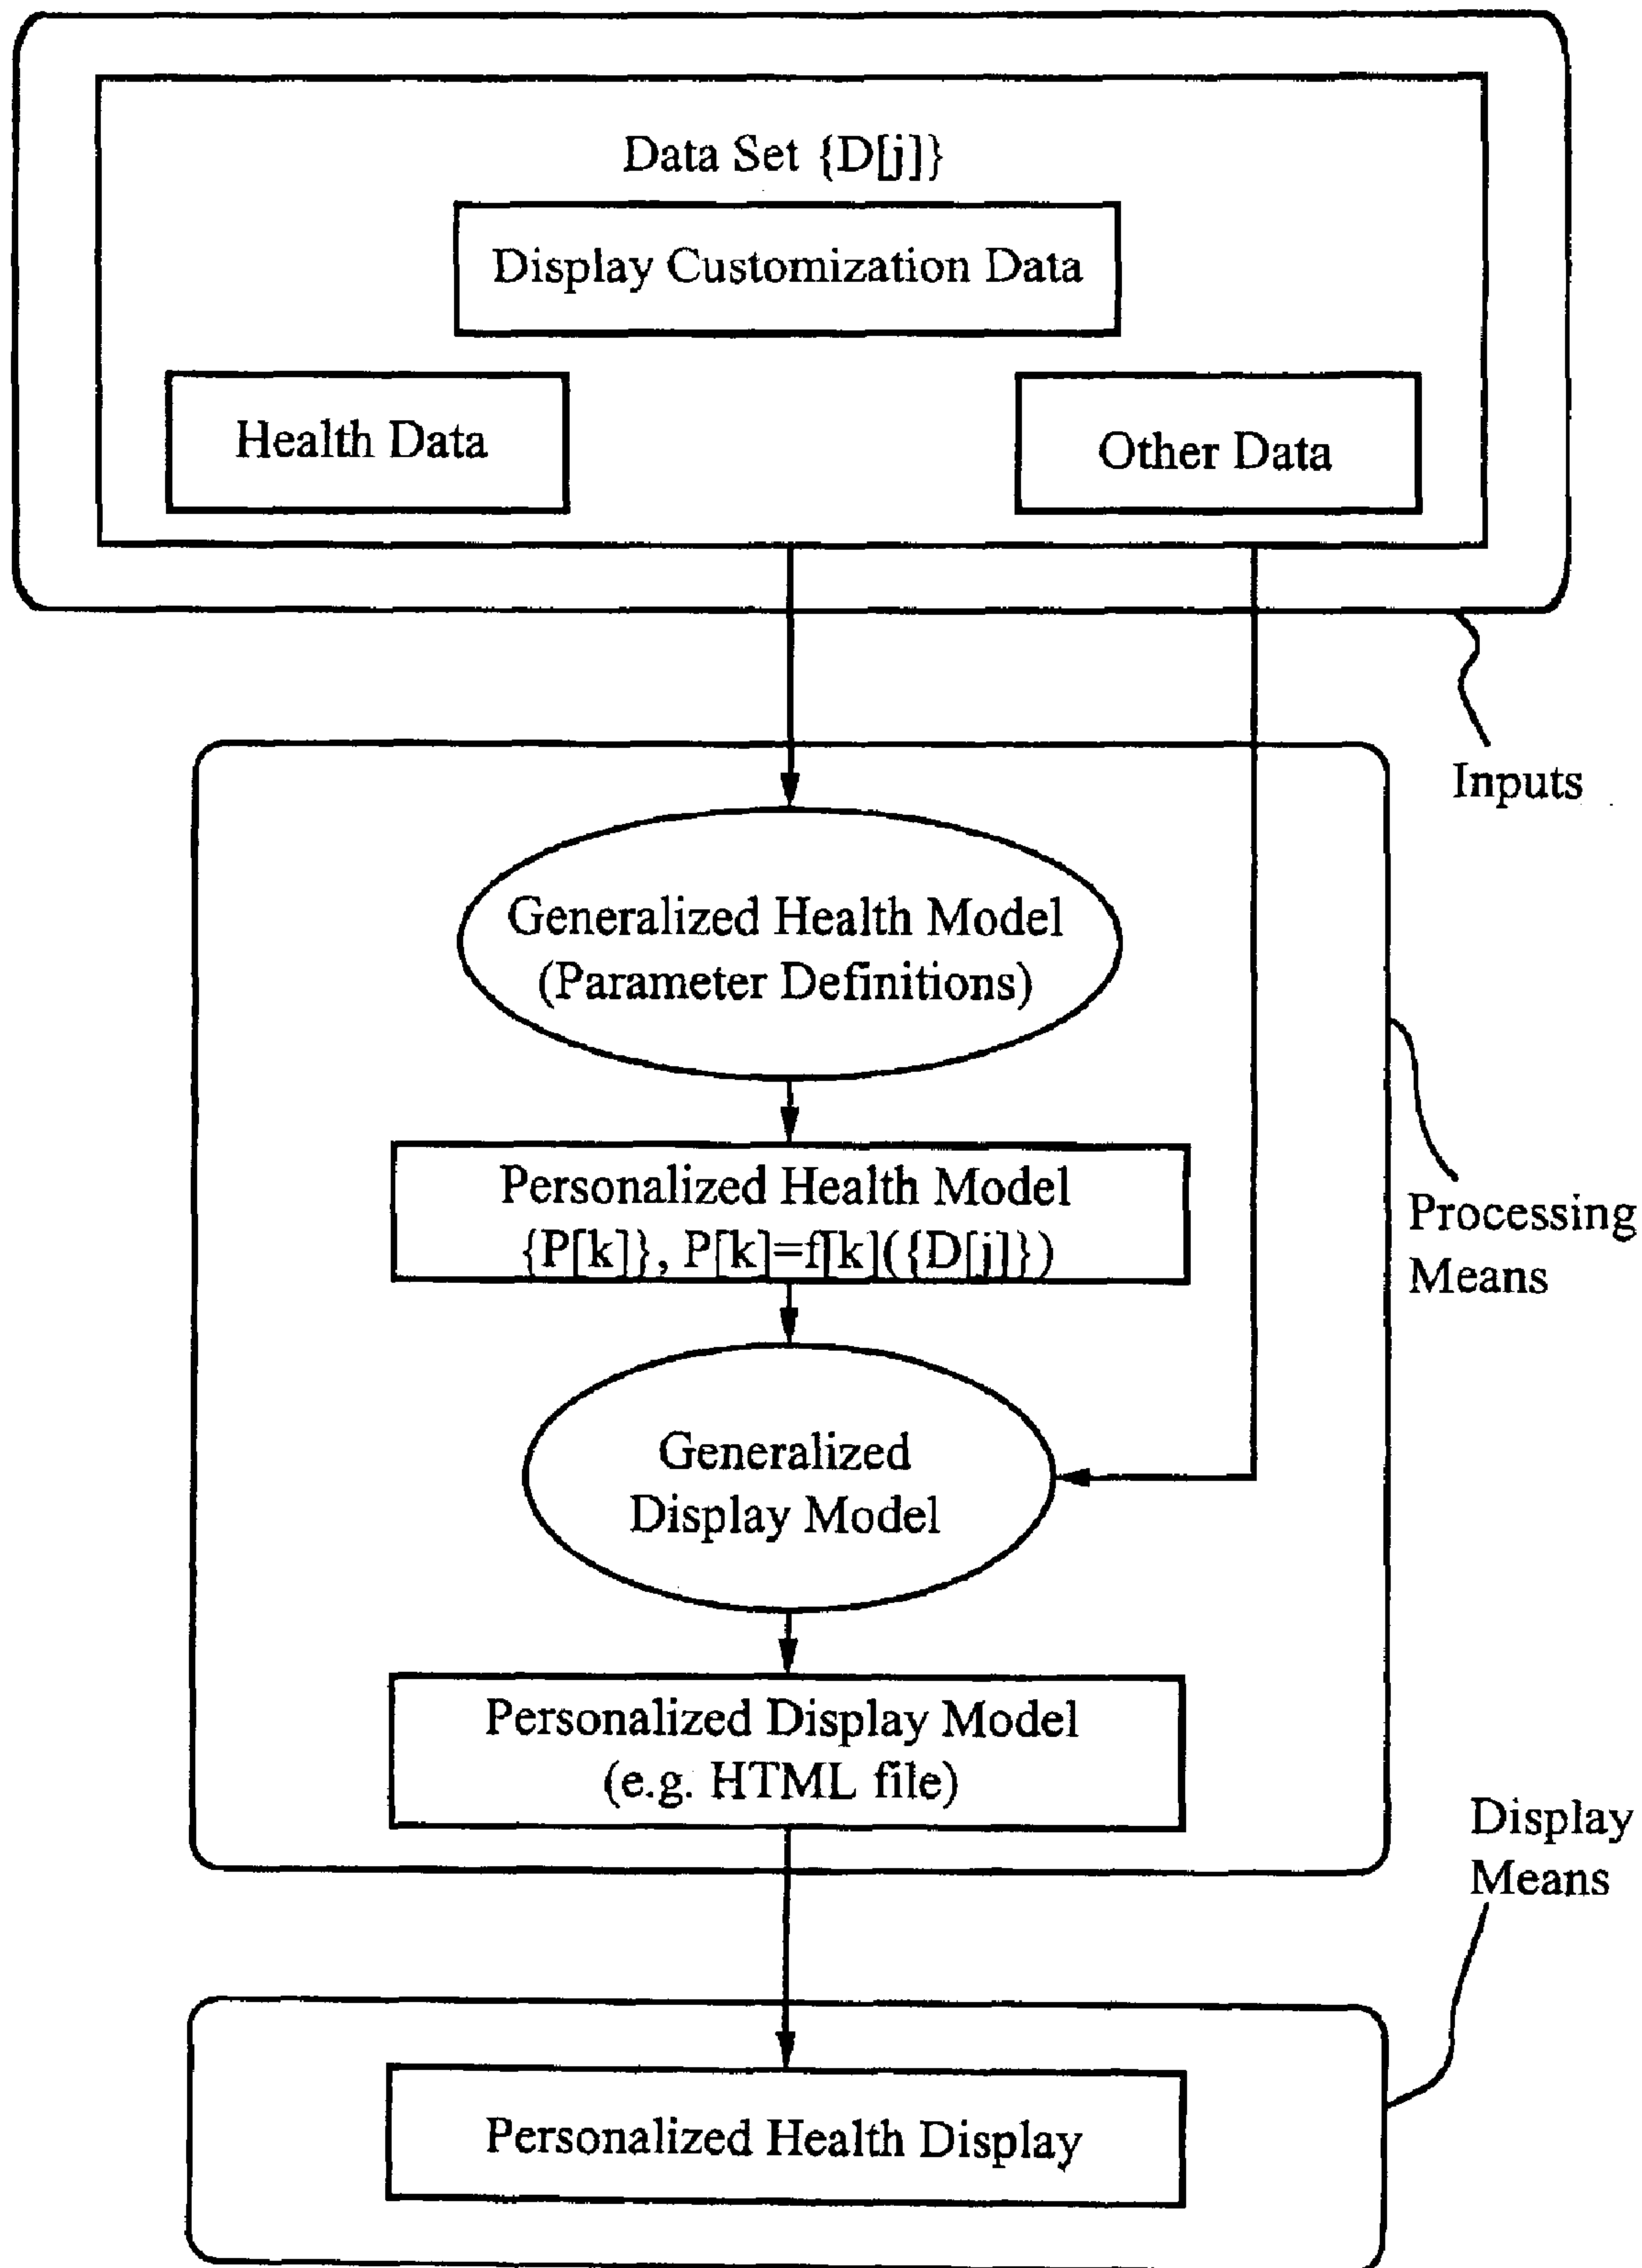 Data Set {D[j]}
Display Customization Data
Health Data
Other Data
Inputs
Generalized Health Model
(Parameter Definitions)
Personalized Health Model
{P[k]}, P[k]=f[k]({D[j]})
Processing
Means
Generalized
Display Model
Personalized Display Model
(e.g. HTML file)
Display
Means
Personalized Health Display